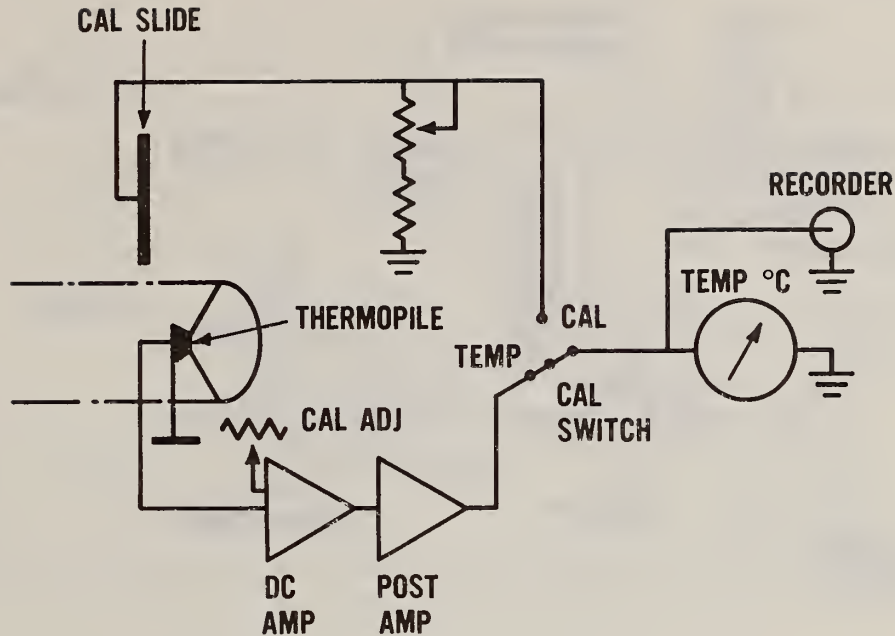 CAL SLIDE
RECORDER
TEMP °C
THERMOPILE
CAL
TEMP
CAL
SWITCH
CAL ADJ
DC
AMP
POST
AMP